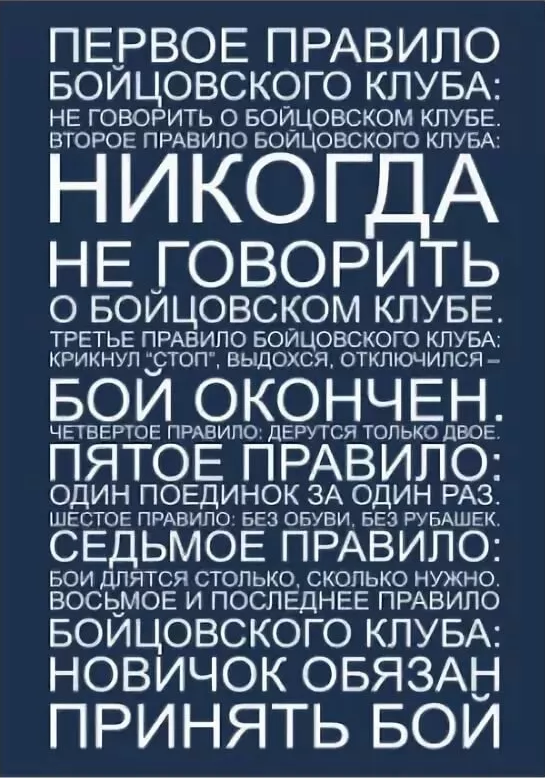 ПЕРВОЕ ПРАВИЛО
БОЙЦОВСКОГО КЛУБА:
НЕ ГОВОРИТЬ О БОЙЦОВСКОМ КЛУБЕ.
ВТОРОЕ ПРАВИЛО БОЙЦОВСКОГО КЛУБА:
НИКОГДА
НЕ ГОВОРИТЬ
О БОЙЦОВСКОМ КЛУБЕ.
ТРЕТЬЕ ПРАВИЛО БОЙЦОВСКОГО КЛУБА:
КРИКНУЛ "СТОП", ВЫДОХСЯ, ОТКЛЮЧИЛСЯ –
БОЙ ОКОНЧЕН.
ЧЕТВЕРТОЕ ПРАВИЛО: ДЕРУТСЯ ТОЛЬКО ДВОЕ.
ПЯТОЕ ПРАВИЛО:
ОДИН ПОЕДИНОК ЗА ОДИН РАЗ.
ШЕСТОЕ ПРАВИЛО: БЕЗ ОБУВИ, БЕЗ РУБАШЕК.
СЕДЬМОЕ ПРАВИЛО:
БОИ ДЛЯТСЯ СТОЛЬКО, СКОЛЬКО НУЖНО.
ВОСЬМОЕ И ПОСЛЕДНЕЕ ПРАВИЛО
БОЙЦОВСКОГО КЛУБА:
НОВИЧОК ОБЯЗАН
ПРИНЯТЬ БОЙ